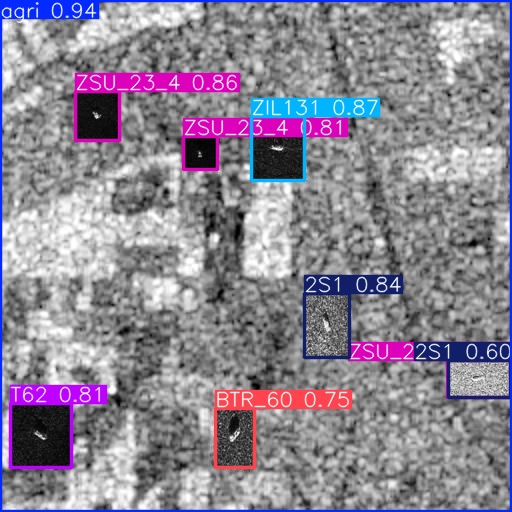 agri 0.94
ZSU_23_4 0.86
ZIL131 0.87
ZSU_23_4 0.81
2S1 0.84
ZSU_2
2S1 0.60
T62 0.81
BTR_60 0.75